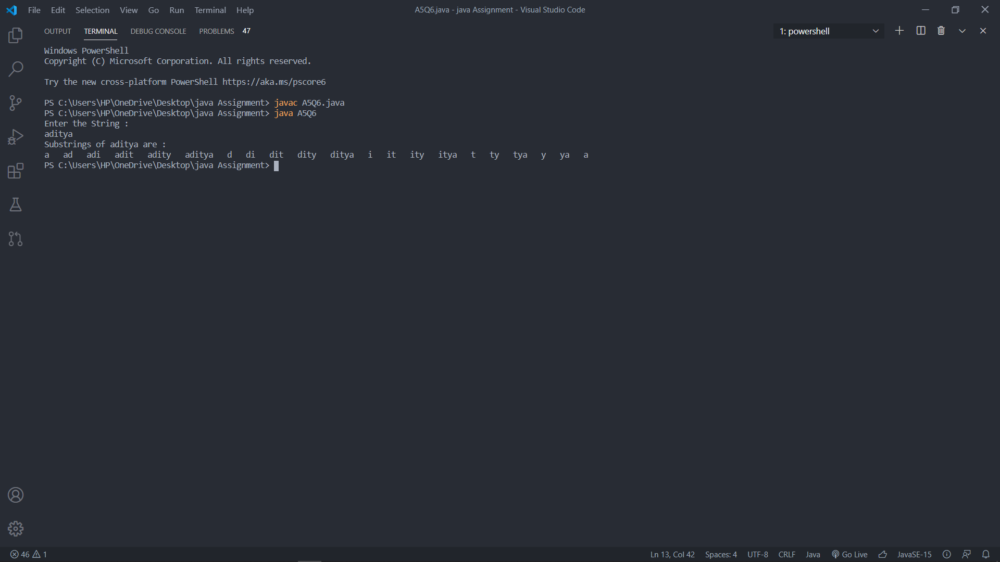 File Edit Selection View Go Run Terminal Help A5Q6.java - java Assignment - Visual Studio Code
OUTPUT TERMINAL DEBUG CONSOLE PROBLEMS 47 1: powershell
Windows PowerShell
Copyright (C) Microsoft Corporation. All rights reserved.
Try the new cross-platform PowerShell https://aka.ms/pscore6
PS C:\Users\HP\OneDrive\Desktop\java Assignment> javac A5Q6.java
PS C:\Users\HP\OneDrive\Desktop\java Assignment> java A5Q6
Enter the String :
aditya
Substrings of aditya are :
a   ad   adi   adit   adity   aditya   d   di   dit   dity   ditya   i   it   ity   itya   t   ty   tya   y   ya   a
PS C:\Users\HP\OneDrive\Desktop\java Assignment>
46 1 Ln 13, Col 42 Spaces: 4 UTF-8 CRLF Java Go Live JavaSE-15